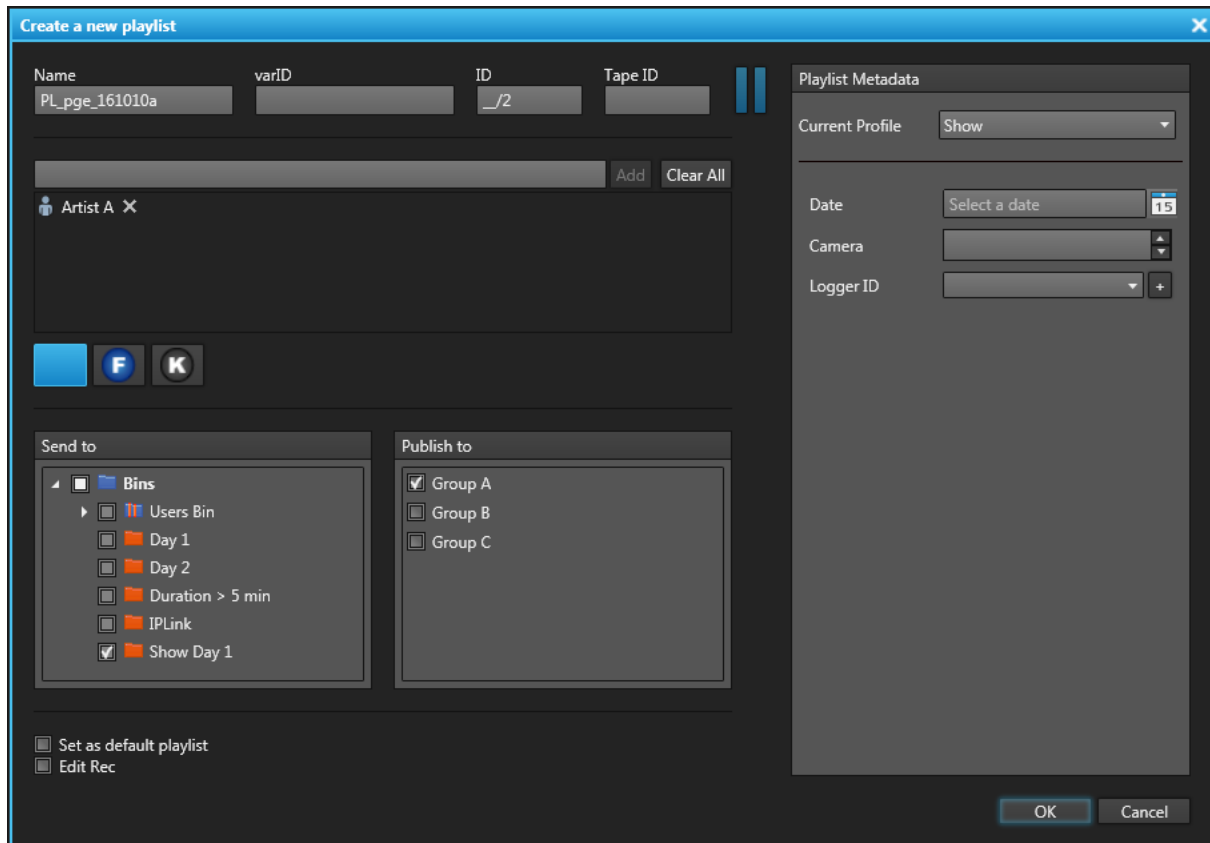 Create a new playlist
Name varID ID Tape ID
PL_pge_161010a __/2
Add Clear All
Artist A
F K
Send to
Bins
Users Bin
Day 1
Day 2
Duration > 5 min
IPLink
Show Day 1
Publish to
Group A
Group B
Group C
Set as default playlist
Edit Rec
Playlist Metadata
Current Profile Show
Date Select a date 15
Camera
Logger ID +
OK Cancel